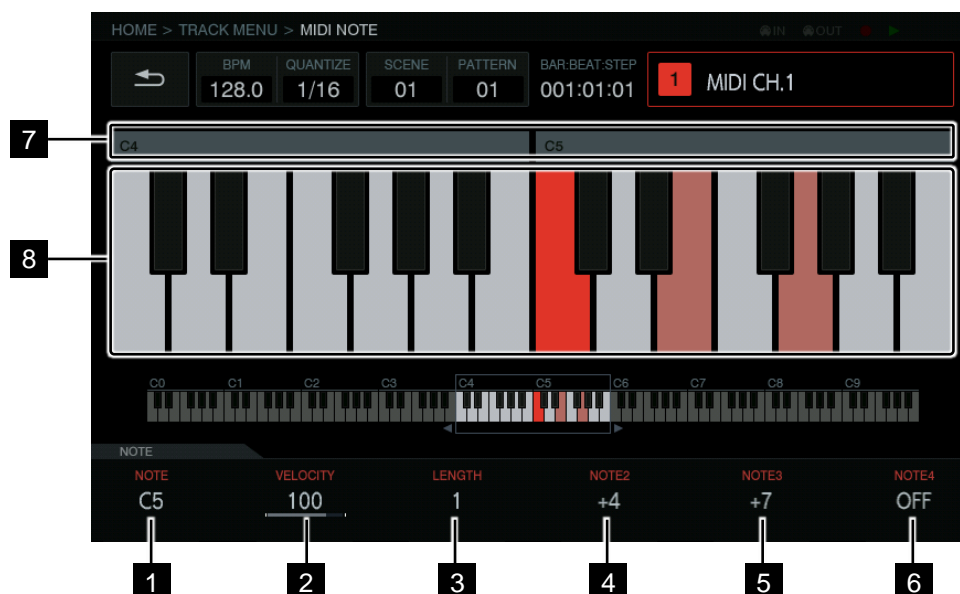 HOME > TRACK MENU > MIDI NOTE IN OUT
BPM QUANTIZE SCENE PATTERN BAR:BEAT:STEP
128.0 1/16 01 01 001:01:01 1 MIDI CH.1
7 C4 C5
8
C0 C1 C2 C3 C4 C5 C6 C7 C8 C9
NOTE
NOTE VELOCITY LENGTH NOTE2 NOTE3 NOTE4
C5 100 1 +4 +7 OFF
1 2 3 4 5 6